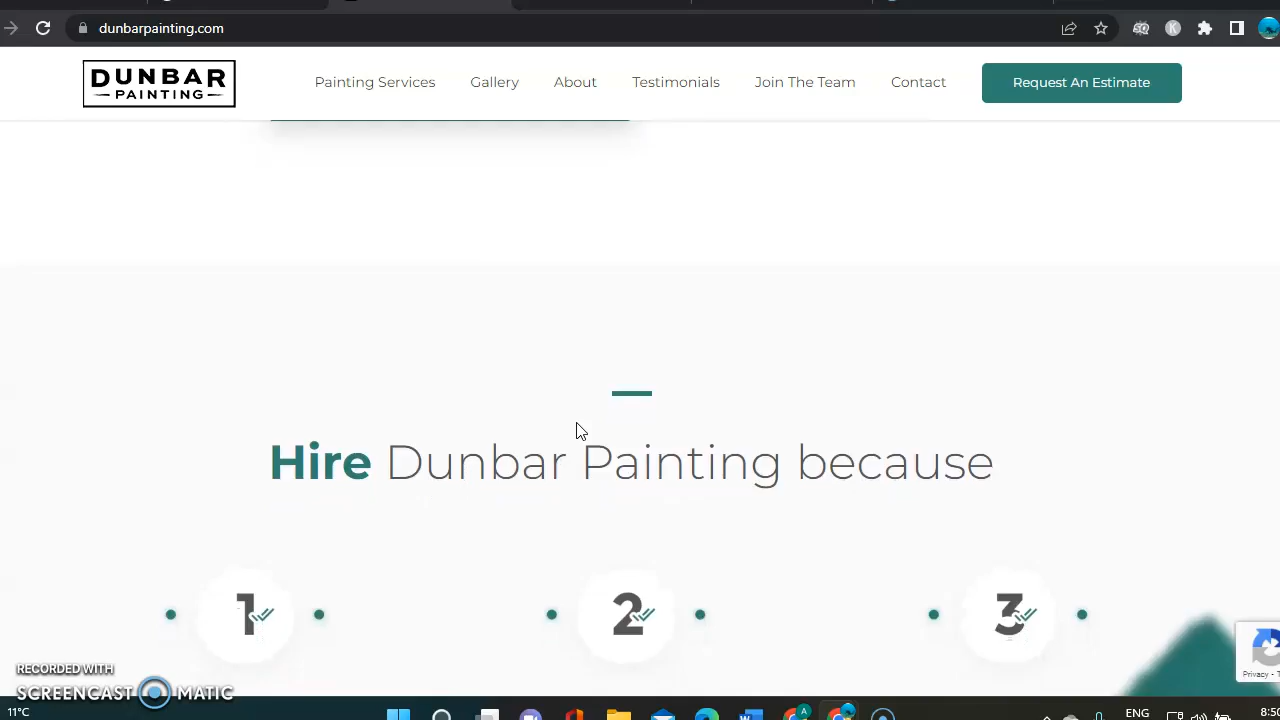 dunbarpainting.com
DUNBAR
PAINTING
Painting Services
Gallery
About
Testimonials
Join The Team
Contact
Request An Estimate
Hire Dunbar Painting because
1
2
3
RECORDED WITH
SCREENCAST MATIC
Privacy
11°C
ENG
K
A